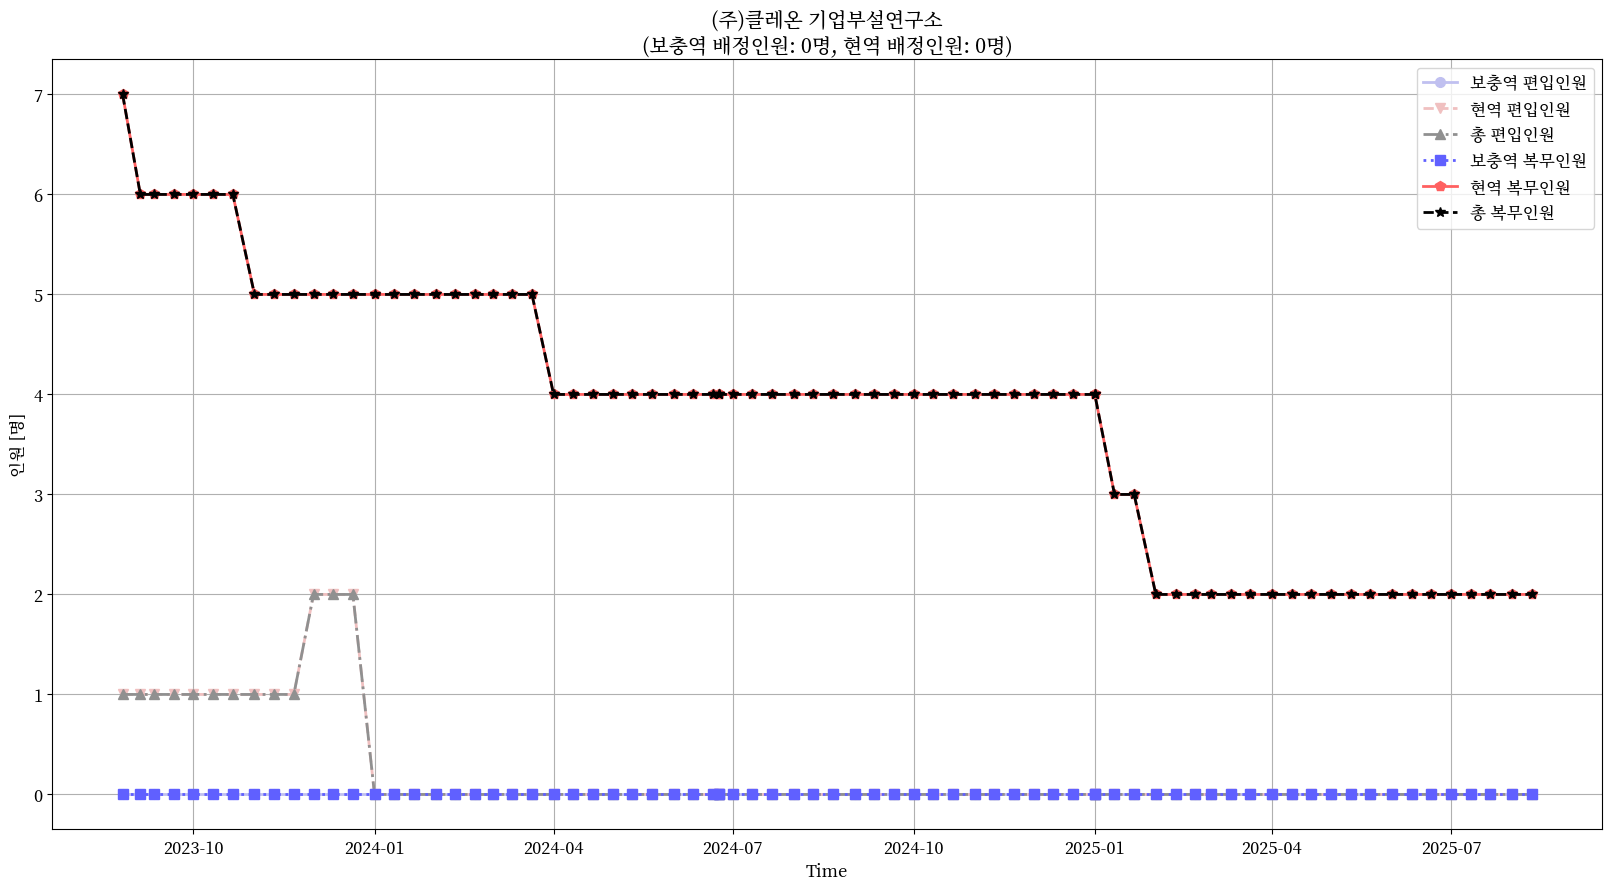 (주)클레온 기업부설연구소
(보충역 배정인원: 0명, 현역 배정인원: 0명)
보충역 편입인원
현역 편입인원
총 편입인원
보충역 복무인원
현역 복무인원
총 복무인원
인원 [명]
7
6
5
4
3
2
1
0
2023-10
2024-01
2024-04
2024-07
2024-10
2025-01
2025-04
2025-07
Time